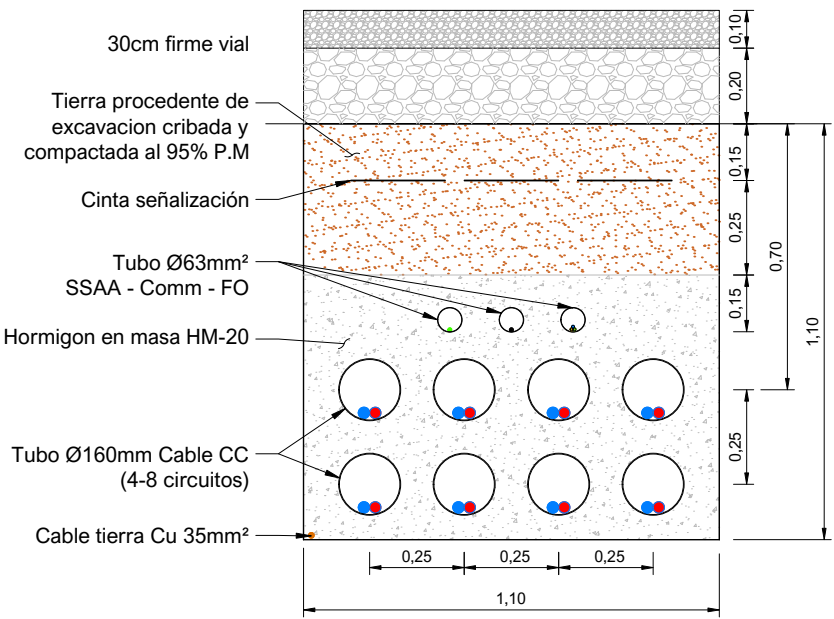 30cm firme vial
Tierra procedente de
excavacion cribada y
compactada al 95% P.M
Cinta señalización
Tubo Ø63mm²
SSAA - Comm - FO
Hormigon en masa HM-20
Tubo Ø160mm Cable CC
(4-8 circuitos)
Cable tierra Cu 35mm²
0,10
0,20
0,15
0,25
0,15
0,25
0,70
1,10
0,25
0,25
0,25
1,10